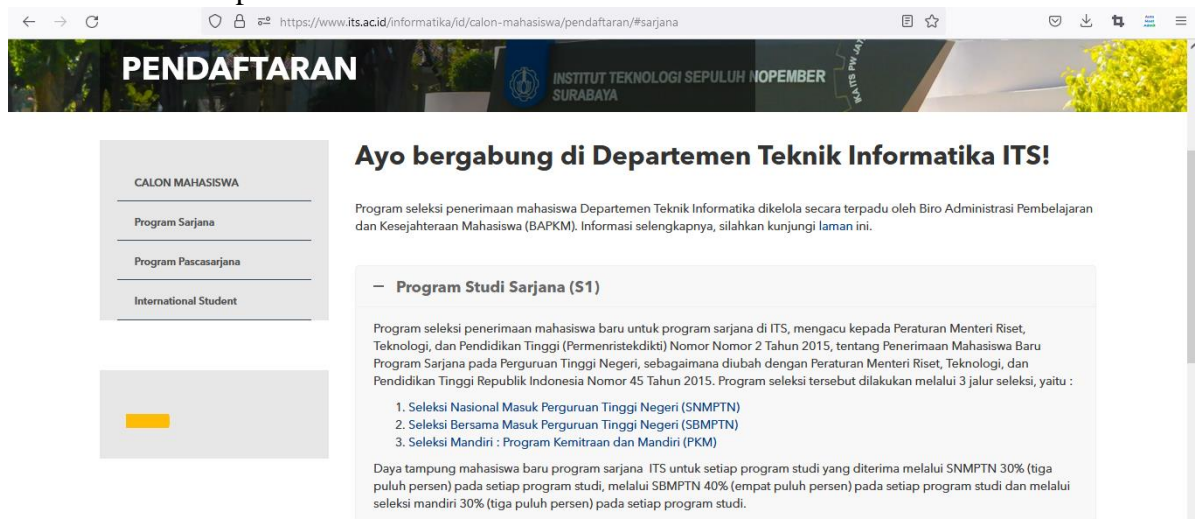 https://www.its.ac.id/informatika/id/calon-mahasiswa/pendaftaran/#sarjana
PENDAFTARAN
INSTITUT TEKNOLOGI SEPULUH NOPEMBER
SURABAYA
IKA ITS PW JA
Ayo bergabung di Departemen Teknik Informatika ITS!
CALON MAHASISWA
Program Sarjana
Program Pascasarjana
International Student
Program seleksi penerimaan mahasiswa Departemen Teknik Informatika dikelola secara terpadu oleh Biro Administrasi Pembelajaran
dan Kesejahteraan Mahasiswa (BAPKM). Informasi selengkapnya, silahkan kunjungi laman ini.
– Program Studi Sarjana (S1)
Program seleksi penerimaan mahasiswa baru untuk program sarjana di ITS, mengacu kepada Peraturan Menteri Riset,
Teknologi, dan Pendidikan Tinggi (Permenristekdikti) Nomor Nomor 2 Tahun 2015, tentang Penerimaan Mahasiswa Baru
Program Sarjana pada Perguruan Tinggi Negeri, sebagaimana diubah dengan Peraturan Menteri Riset, Teknologi, dan
Pendidikan Tinggi Republik Indonesia Nomor 45 Tahun 2015. Program seleksi tersebut dilakukan melalui 3 jalur seleksi, yaitu :
1. Seleksi Nasional Masuk Perguruan Tinggi Negeri (SNMPTN)
2. Seleksi Bersama Masuk Perguruan Tinggi Negeri (SBMPTN)
3. Seleksi Mandiri : Program Kemitraan dan Mandiri (PKM)
Daya tampung mahasiswa baru program sarjana ITS untuk setiap program studi yang diterima melalui SNMPTN 30% (tiga
puluh persen) pada setiap program studi, melalui SBMPTN 40% (empat puluh persen) pada setiap program studi dan melalui
seleksi mandiri 30% (tiga puluh persen) pada setiap program studi.